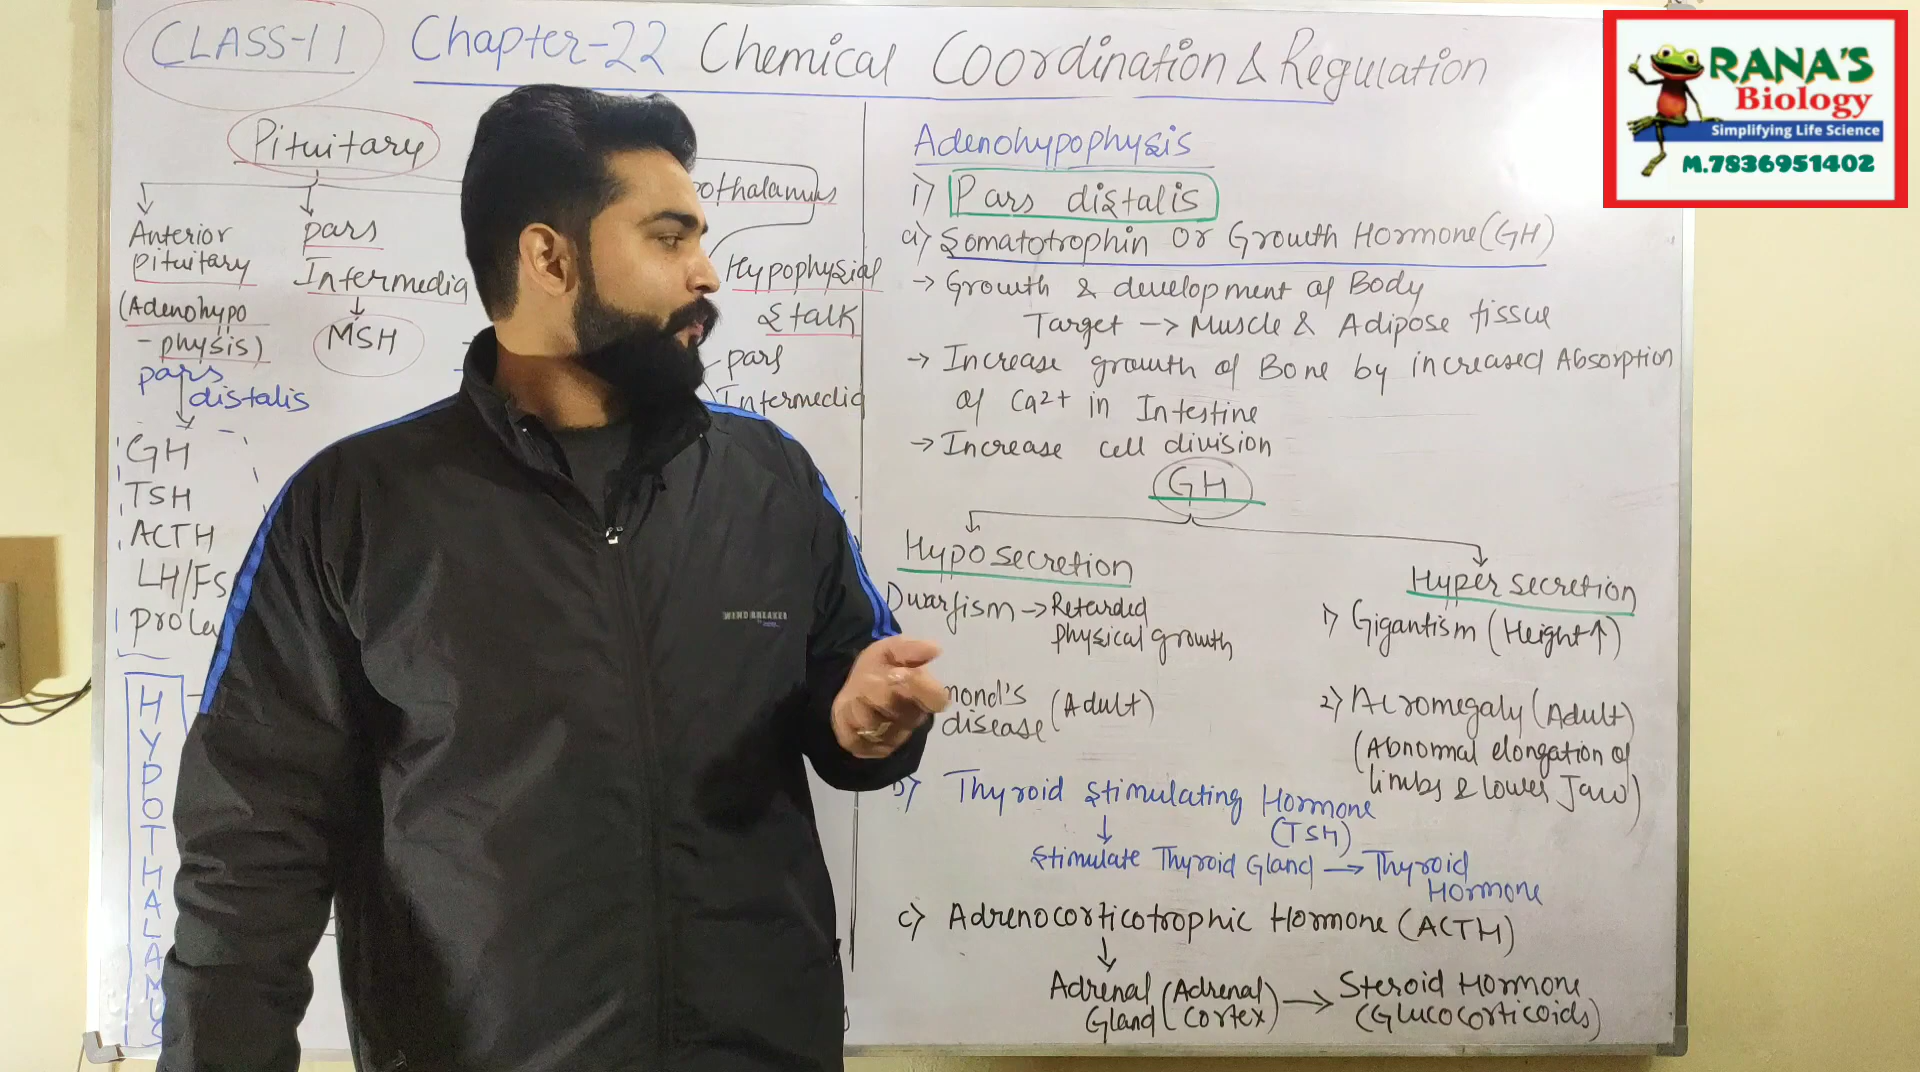 CLASS-11 Chapter-22 Chemical Coordination & Regulation
RANA'S
Biology
Simplifying Life Science
M.7836951402
Pituitary
Anterior
pituitary
(Adenohypo
-physis)
pars
distalis
GH
TSH
ACTH
LH/FS
prola
pars
Intermedia
MSH
HYPOTHALAMUS
othalamus
Hypophysial
stalk
pars
Intermedia
Adenohypophysis
1) Pars distalis
a) Somatotrophin or Growth Hormone (GH)
→ Growth & development of Body
Target → Muscle & Adipose tissue
→ Increase growth of Bone by increased Absorption
of Ca2+ in Intestine
→ Increase cell division
GH
Hyposecretion
Dwarfism → Retarded
physical growth
mond's
disease (Adult)
Hyper secretion
1) Gigantism (Height↑)
2) Acromegaly (Adult)
(Abnormal elongation of
limbs & lower Jaw)
b) Thyroid Stimulating Hormone
(TSH)
↓
Stimulate Thyroid Gland → Thyroid
Hormone
c) Adrenocorticotrophic Hormone (ACTH)
↓
Adrenal (Adrenal → Steroid Hormone
Gland Cortex) (Glucocorticoids)
WIND BREAKER